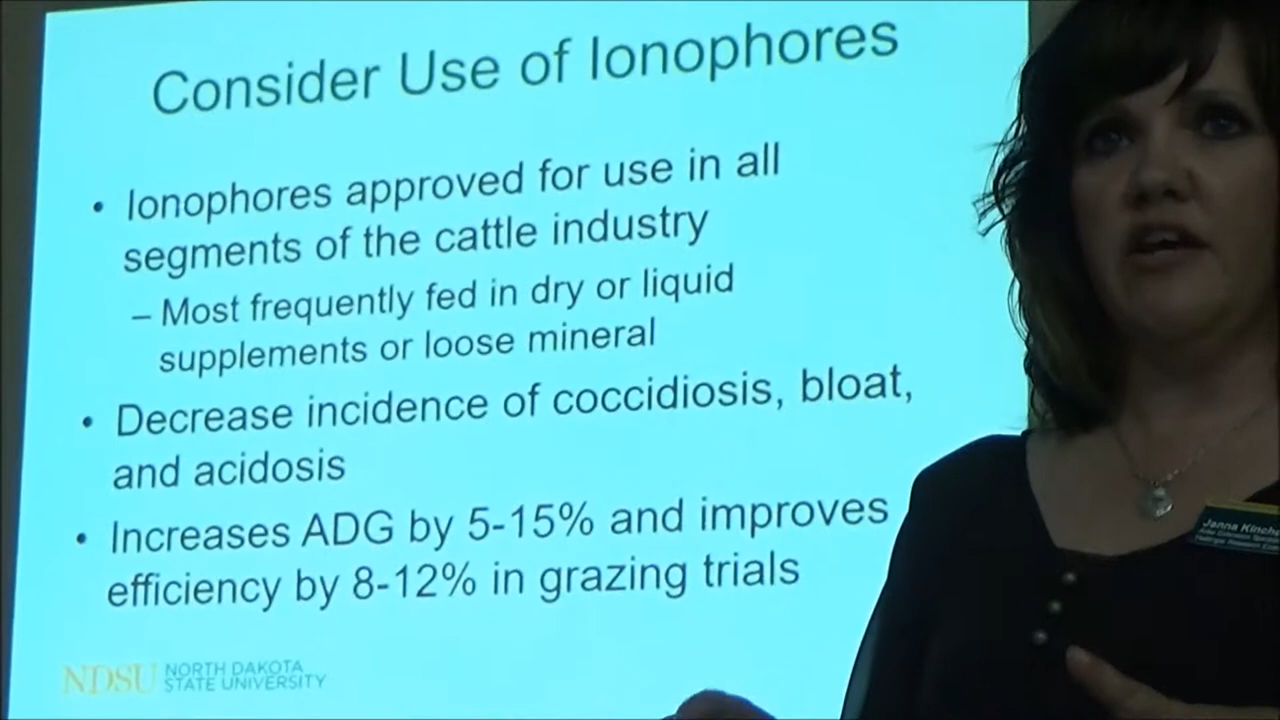 Consider Use of Ionophores
• Ionophores approved for use in all
segments of the cattle industry
– Most frequently fed in dry or liquid
supplements or loose mineral
• Decrease incidence of coccidiosis, bloat,
and acidosis
• Increases ADG by 5-15% and improves
efficiency by 8-12% in grazing trials
NDSU NORTH DAKOTA
STATE UNIVERSITY
Janna